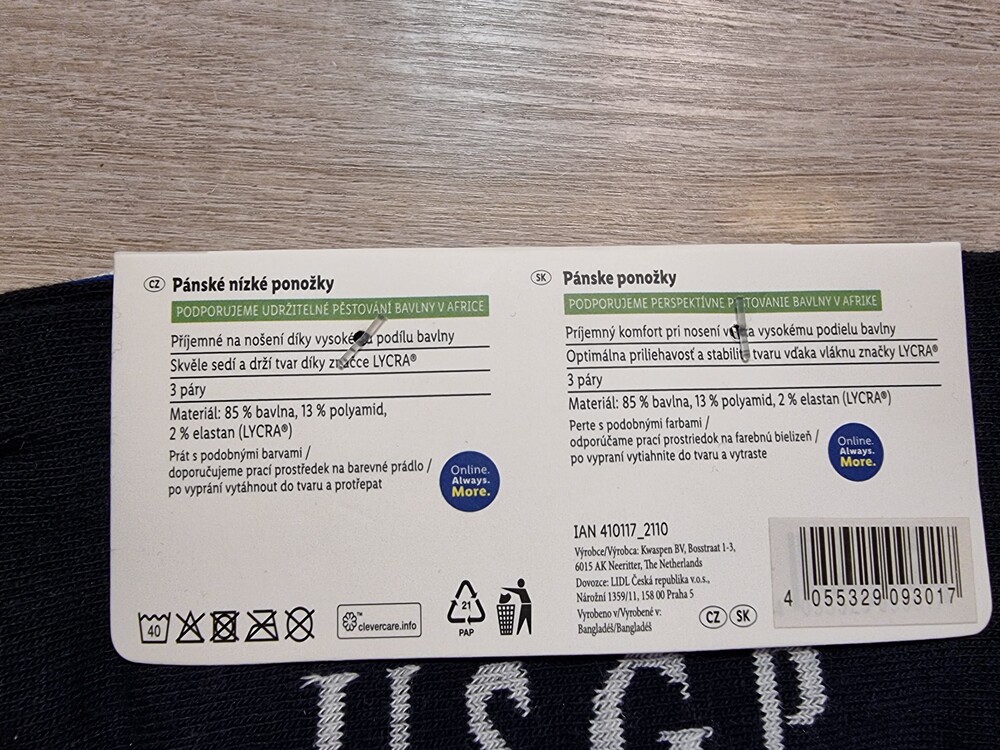 CZ Pánské nízké ponožky
PODPORUJEME UDRŽITELNÉ PĚSTOVÁNÍ BAVLNY V AFRICE
Příjemné na nošení díky podílu bavlny
Skvěle sedí a drží tvar díky značce LYCRA®
3 páry
Materiál: 85 % bavlna, 13 % polyamid,
2 % elastan (LYCRA®)
Prát s podobnými barvami /
doporučujeme prací prostředek na barevné prádlo /
po vyprání vytáhnout do tvaru a protřepat
Online.
Always.
More.
40
clevercare.info
21
PAP
SK Pánske ponožky
PODPORUJEME PERSPEKTÍVNE PESTOVANIE BAVLNY V AFRIKE
Príjemný komfort pri nosení vysokému podielu bavlny
Optimálna priliehavosť a stabilita tvaru vďaka vláknu značky LYCRA®
3 páry
Materiál: 85 % bavlna, 13 % polyamid, 2 % elastan (LYCRA®)
Perte s podobnými farbami /
odporúčame prací prostriedok na farebnú bielizeň /
po vypraní vytiahnite do tvaru a vytraste
Online.
Always.
More.
IAN 410117_2110
Výrobce/Výrobca: Kwaspen BV, Bosstraat 1-3,
6015 AK Neeritter, The Netherlands
Dovozce: LIDL Česká republika v.o.s.,
Nárožní 1359/11, 158 00 Praha 5
Vyrobeno v/Vyrobené v:
Bangladéš/Bangladéš
CZ SK
4 055329 093017
USGP